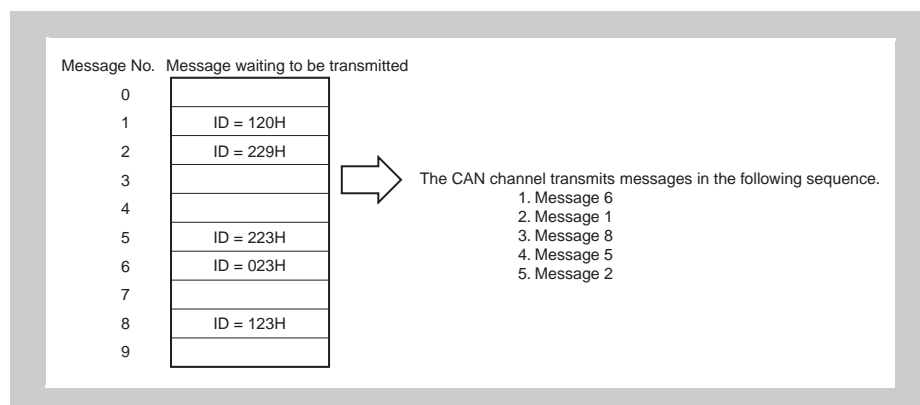 Message No. Message waiting to be transmitted
0
1 ID = 120H
2 ID = 229H
3
4
5 ID = 223H
6 ID = 023H
7
8 ID = 123H
9
The CAN channel transmits messages in the following sequence.
1. Message 6
2. Message 1
3. Message 8
4. Message 5
5. Message 2